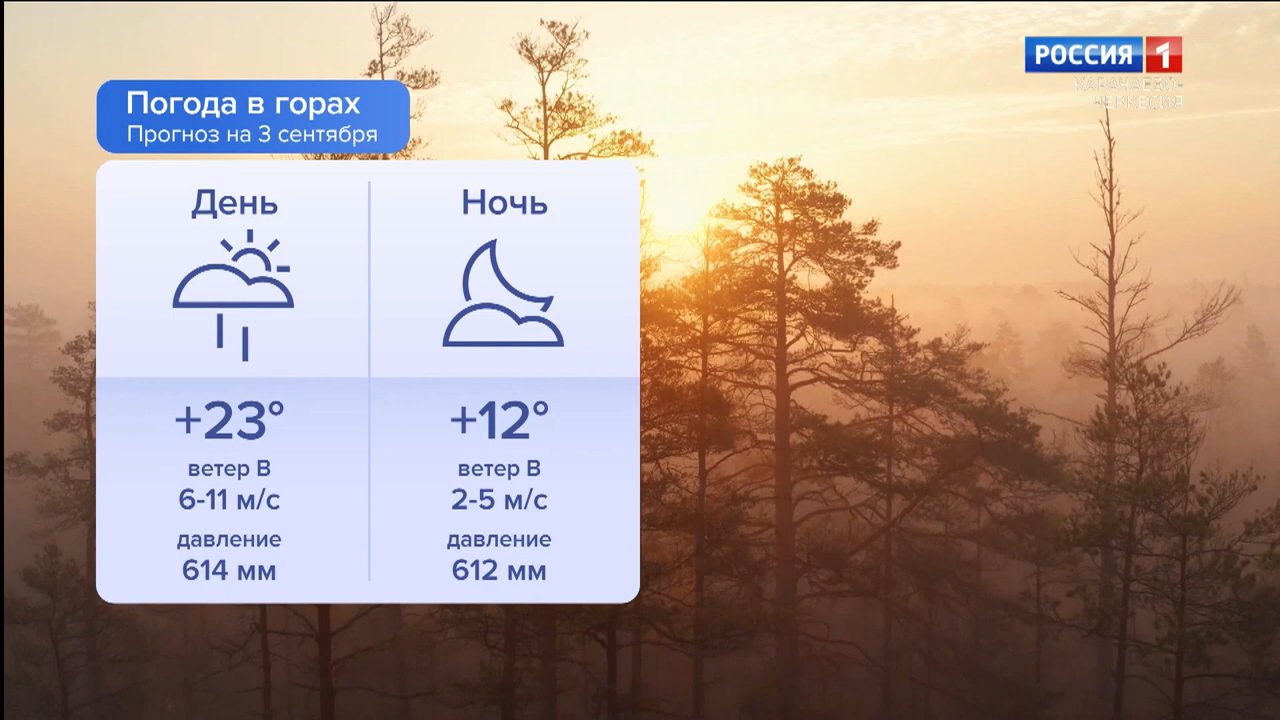 РОССИЯ 1
КАРАЧАЕВО-
ЧЕРКЕСИЯ
Погода в горах
Прогноз на 3 сентября
День
Ночь
+23°
+12°
ветер В
ветер В
6-11 м/с
2-5 м/с
давление
давление
614 мм
612 мм